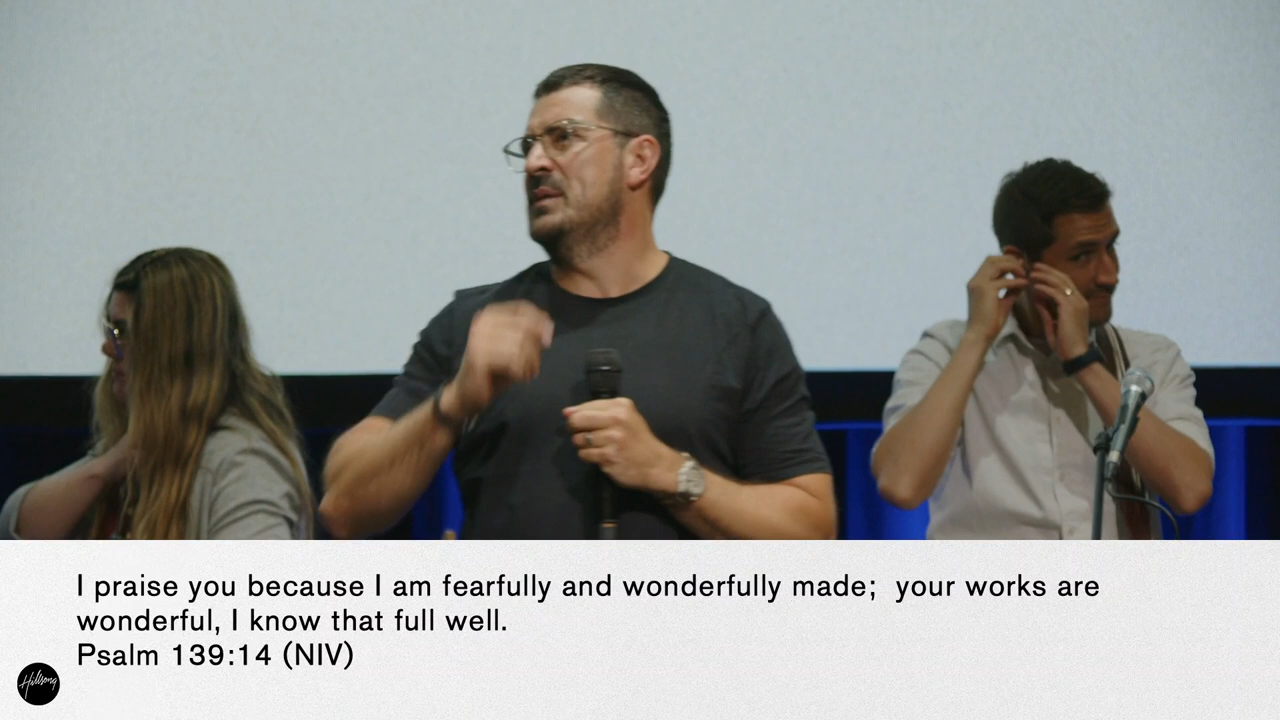 I praise you because I am fearfully and wonderfully made;  your works are
wonderful, I know that full well.
Psalm 139:14 (NIV)
Hillsong